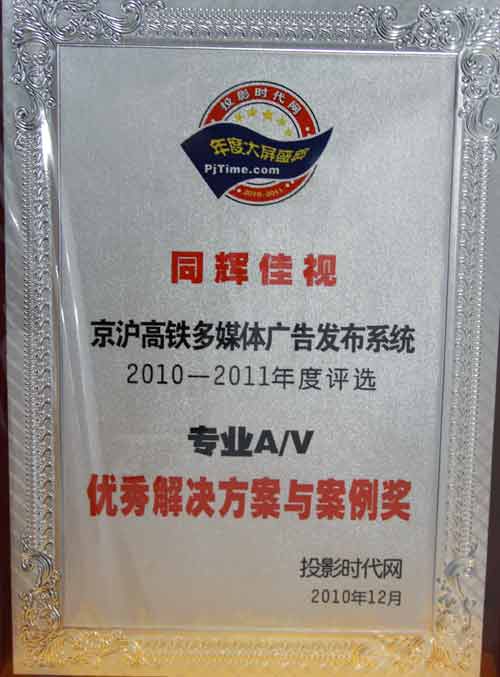 投影时代网
年度大屏盛典
PjTime.com
2010-2011
同辉佳视
京沪高铁多媒体广告发布系统
2010—2011年度评选
专业A/V
优秀解决方案与案例奖
投影时代网
2010年12月